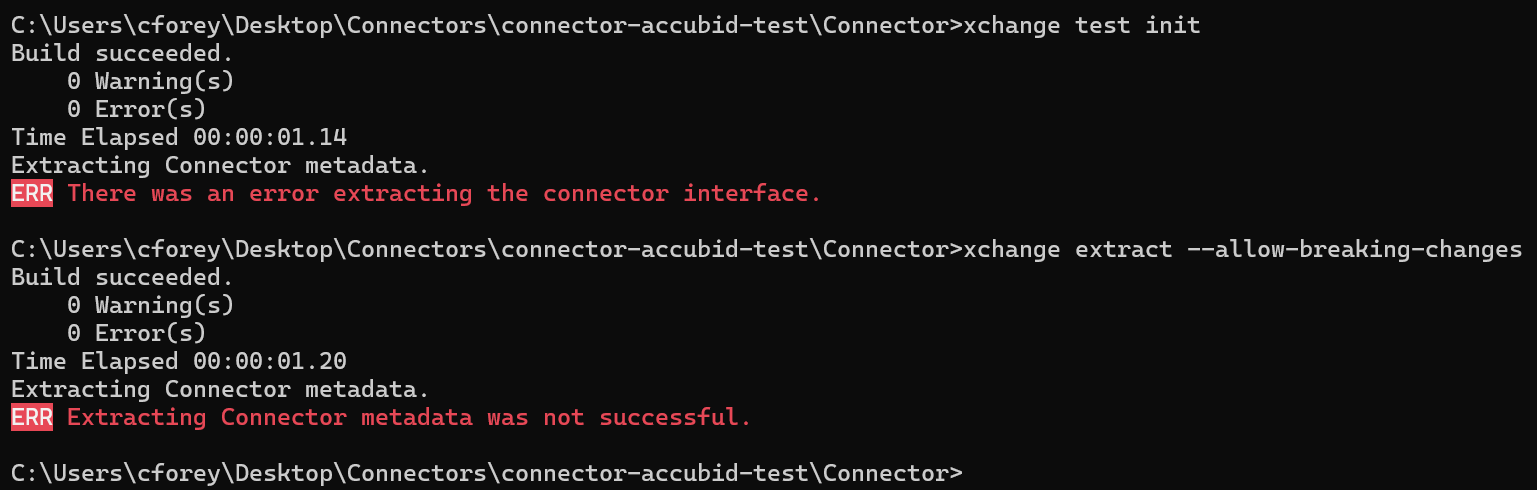 C:\Users\cforey\Desktop\Connectors\connector-accubid-test\Connector>xchange test init
Build succeeded.
    0 Warning(s)
    0 Error(s)
Time Elapsed 00:00:01.14
Extracting Connector metadata.
ERR There was an error extracting the connector interface.
C:\Users\cforey\Desktop\Connectors\connector-accubid-test\Connector>xchange extract --allow-breaking-changes
Build succeeded.
    0 Warning(s)
    0 Error(s)
Time Elapsed 00:00:01.20
Extracting Connector metadata.
ERR Extracting Connector metadata was not successful.
C:\Users\cforey\Desktop\Connectors\connector-accubid-test\Connector>